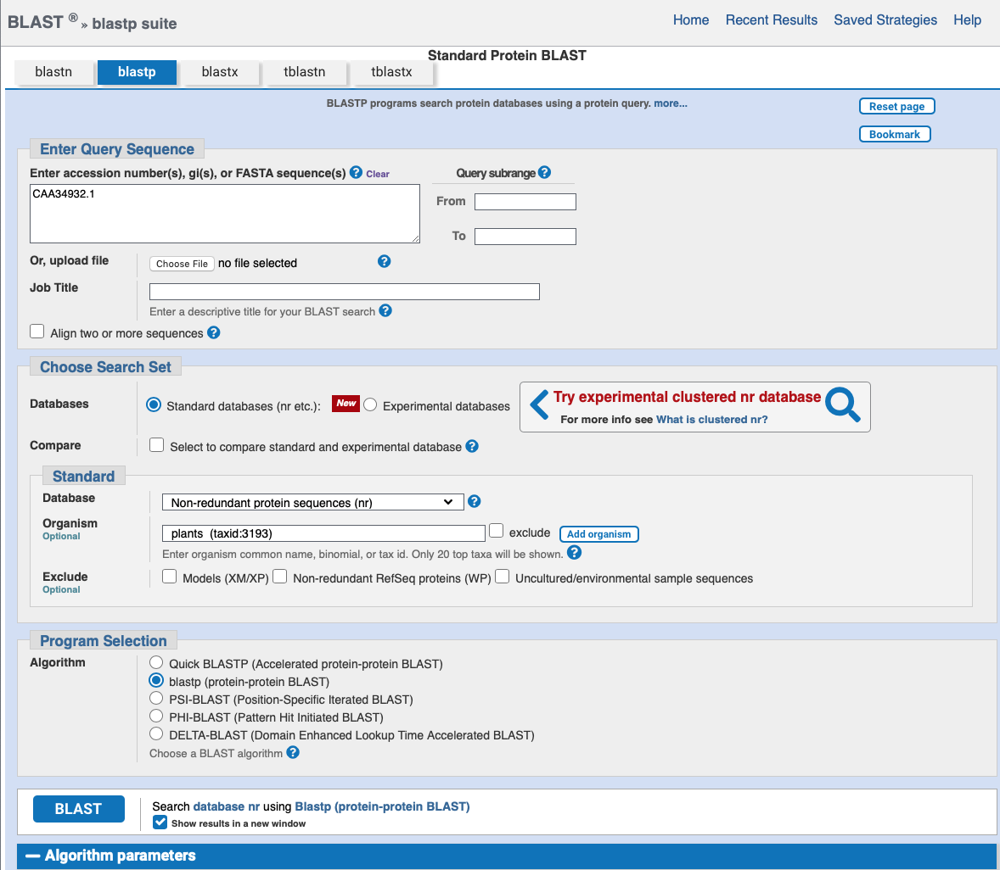 BLAST ® » blastp suite
Home Recent Results Saved Strategies Help
Standard Protein BLAST
blastn blastp blastx tblastn tblastx
BLASTP programs search protein databases using a protein query. more...
Reset page
Bookmark
Enter Query Sequence
Enter accession number(s), gi(s), or FASTA sequence(s) ? Clear
Query subrange ?
CAA34932.1
From
To
Or, upload file
Choose File no file selected ?
Job Title
Enter a descriptive title for your BLAST search ?
Align two or more sequences ?
Choose Search Set
Databases
Standard databases (nr etc.): New Experimental databases
Try experimental clustered nr database
For more info see What is clustered nr?
Compare
Select to compare standard and experimental database ?
Standard
Database
Non-redundant protein sequences (nr) ?
Organism
Optional
plants (taxid:3193) exclude Add organism
Enter organism common name, binomial, or tax id. Only 20 top taxa will be shown. ?
Exclude
Optional
Models (XM/XP) Non-redundant RefSeq proteins (WP) Uncultured/environmental sample sequences
Program Selection
Algorithm
Quick BLASTP (Accelerated protein-protein BLAST)
blastp (protein-protein BLAST)
PSI-BLAST (Position-Specific Iterated BLAST)
PHI-BLAST (Pattern Hit Initiated BLAST)
DELTA-BLAST (Domain Enhanced Lookup Time Accelerated BLAST)
Choose a BLAST algorithm ?
BLAST
Search database nr using Blastp (protein-protein BLAST)
Show results in a new window
— Algorithm parameters